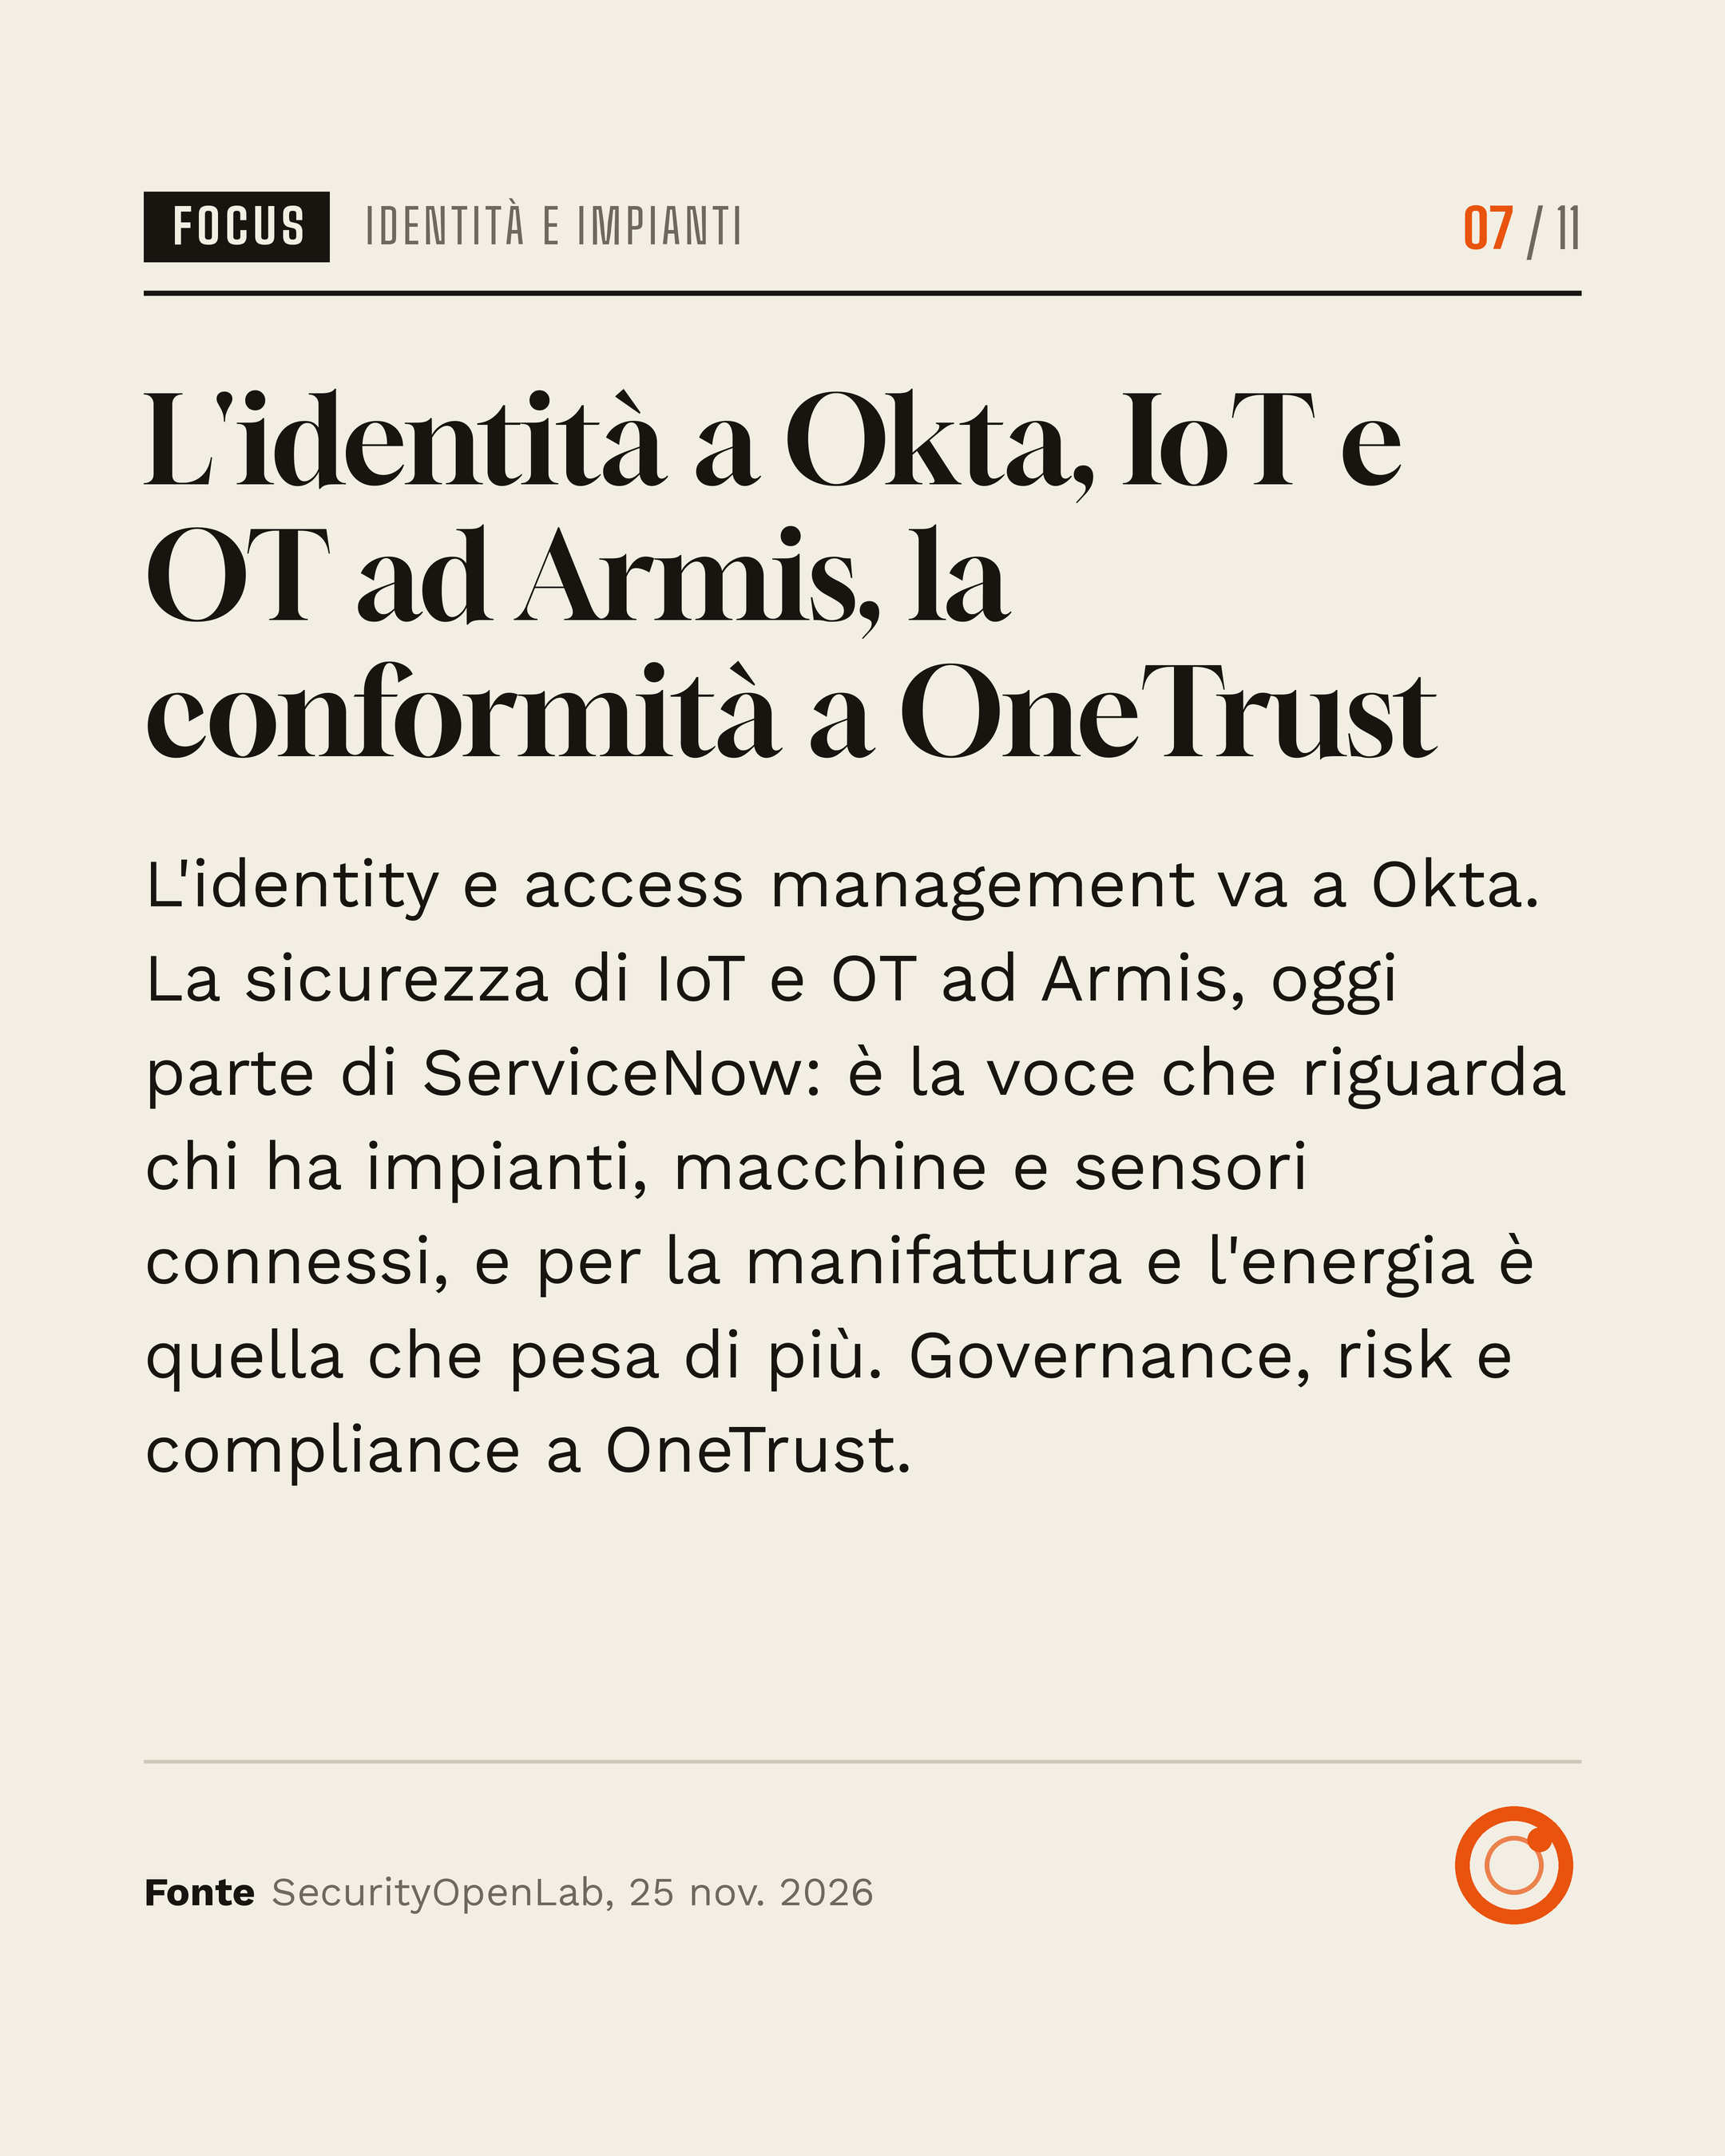 FOCUS IDENTITÀ E IMPIANTI 07 / 11
L'identità a Okta, IoT e
OT ad Armis, la
conformità a OneTrust
L'identity e access management va a Okta.
La sicurezza di IoT e OT ad Armis, oggi
parte di ServiceNow: è la voce che riguarda
chi ha impianti, macchine e sensori
connessi, e per la manifattura e l'energia è
quella che pesa di più. Governance, risk e
compliance a OneTrust.
Fonte SecurityOpenLab, 25 nov. 2026